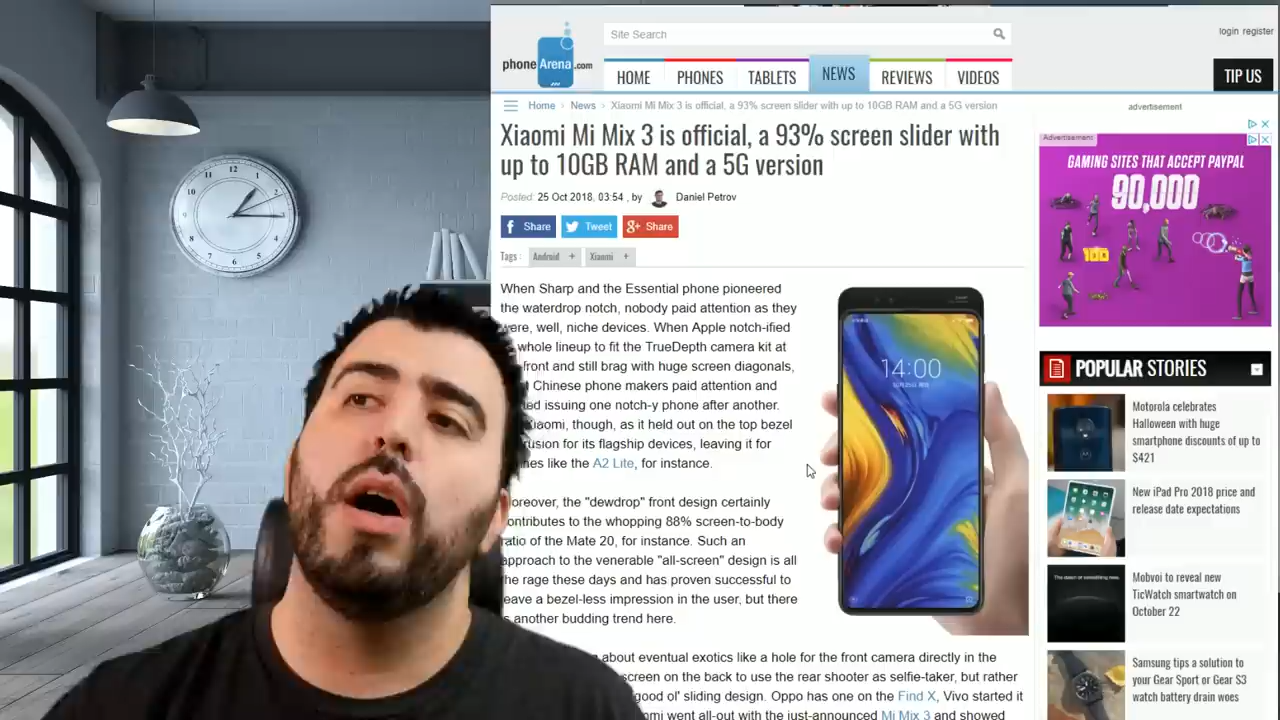 phoneArena.com
Site Search
login register
HOME
PHONES
TABLETS
NEWS
REVIEWS
VIDEOS
TIP US
Home > News > Xiaomi Mi Mix 3 is official, a 93% screen slider with up to 10GB RAM and a 5G version
advertisement
Xiaomi Mi Mix 3 is official, a 93% screen slider with
up to 10GB RAM and a 5G version
Posted: 25 Oct 2018, 03:54 , by Daniel Petrov
f Share
Tweet
g+ Share
Tags: Android + Xiaomi +
When Sharp and the Essential phone pioneered
the waterdrop notch, nobody paid attention as they
were, well, niche devices. When Apple notch-ified
whole lineup to fit the TrueDepth camera kit at
front and still brag with huge screen diagonals,
Chinese phone makers paid attention and
issuing one notch-y phone after another.
though, as it held out on the top bezel
for its flagship devices, leaving it for
like the A2 Lite, for instance.
the "dewdrop" front design certainly
contributes to the whopping 88% screen-to-body
ratio of the Mate 20, for instance. Such an
approach to the venerable "all-screen" design is all
the rage these days and has proven successful to
leave a bezel-less impression in the user, but there
is another budding trend here.
about eventual exotics like a hole for the front camera directly in the
screen on the back to use the rear shooter as selfie-taker, but rather
good ol' sliding design. Oppo has one on the Find X, Vivo started it
went all-out with the just-announced Mi Mix 3 and showed
14:00
Advertisement
GAMING SITES THAT ACCEPT PAYPAL
90,000
100
POPULAR STORIES
Motorola celebrates
Halloween with huge
smartphone discounts of up to
$421
New iPad Pro 2018 price and
release date expectations
Mobvoi to reveal new
TicWatch smartwatch on
October 22
Samsung tips a solution to
your Gear Sport or Gear S3
watch battery drain woes
12
1
2
3
4
5
6
7
8
9
10
11